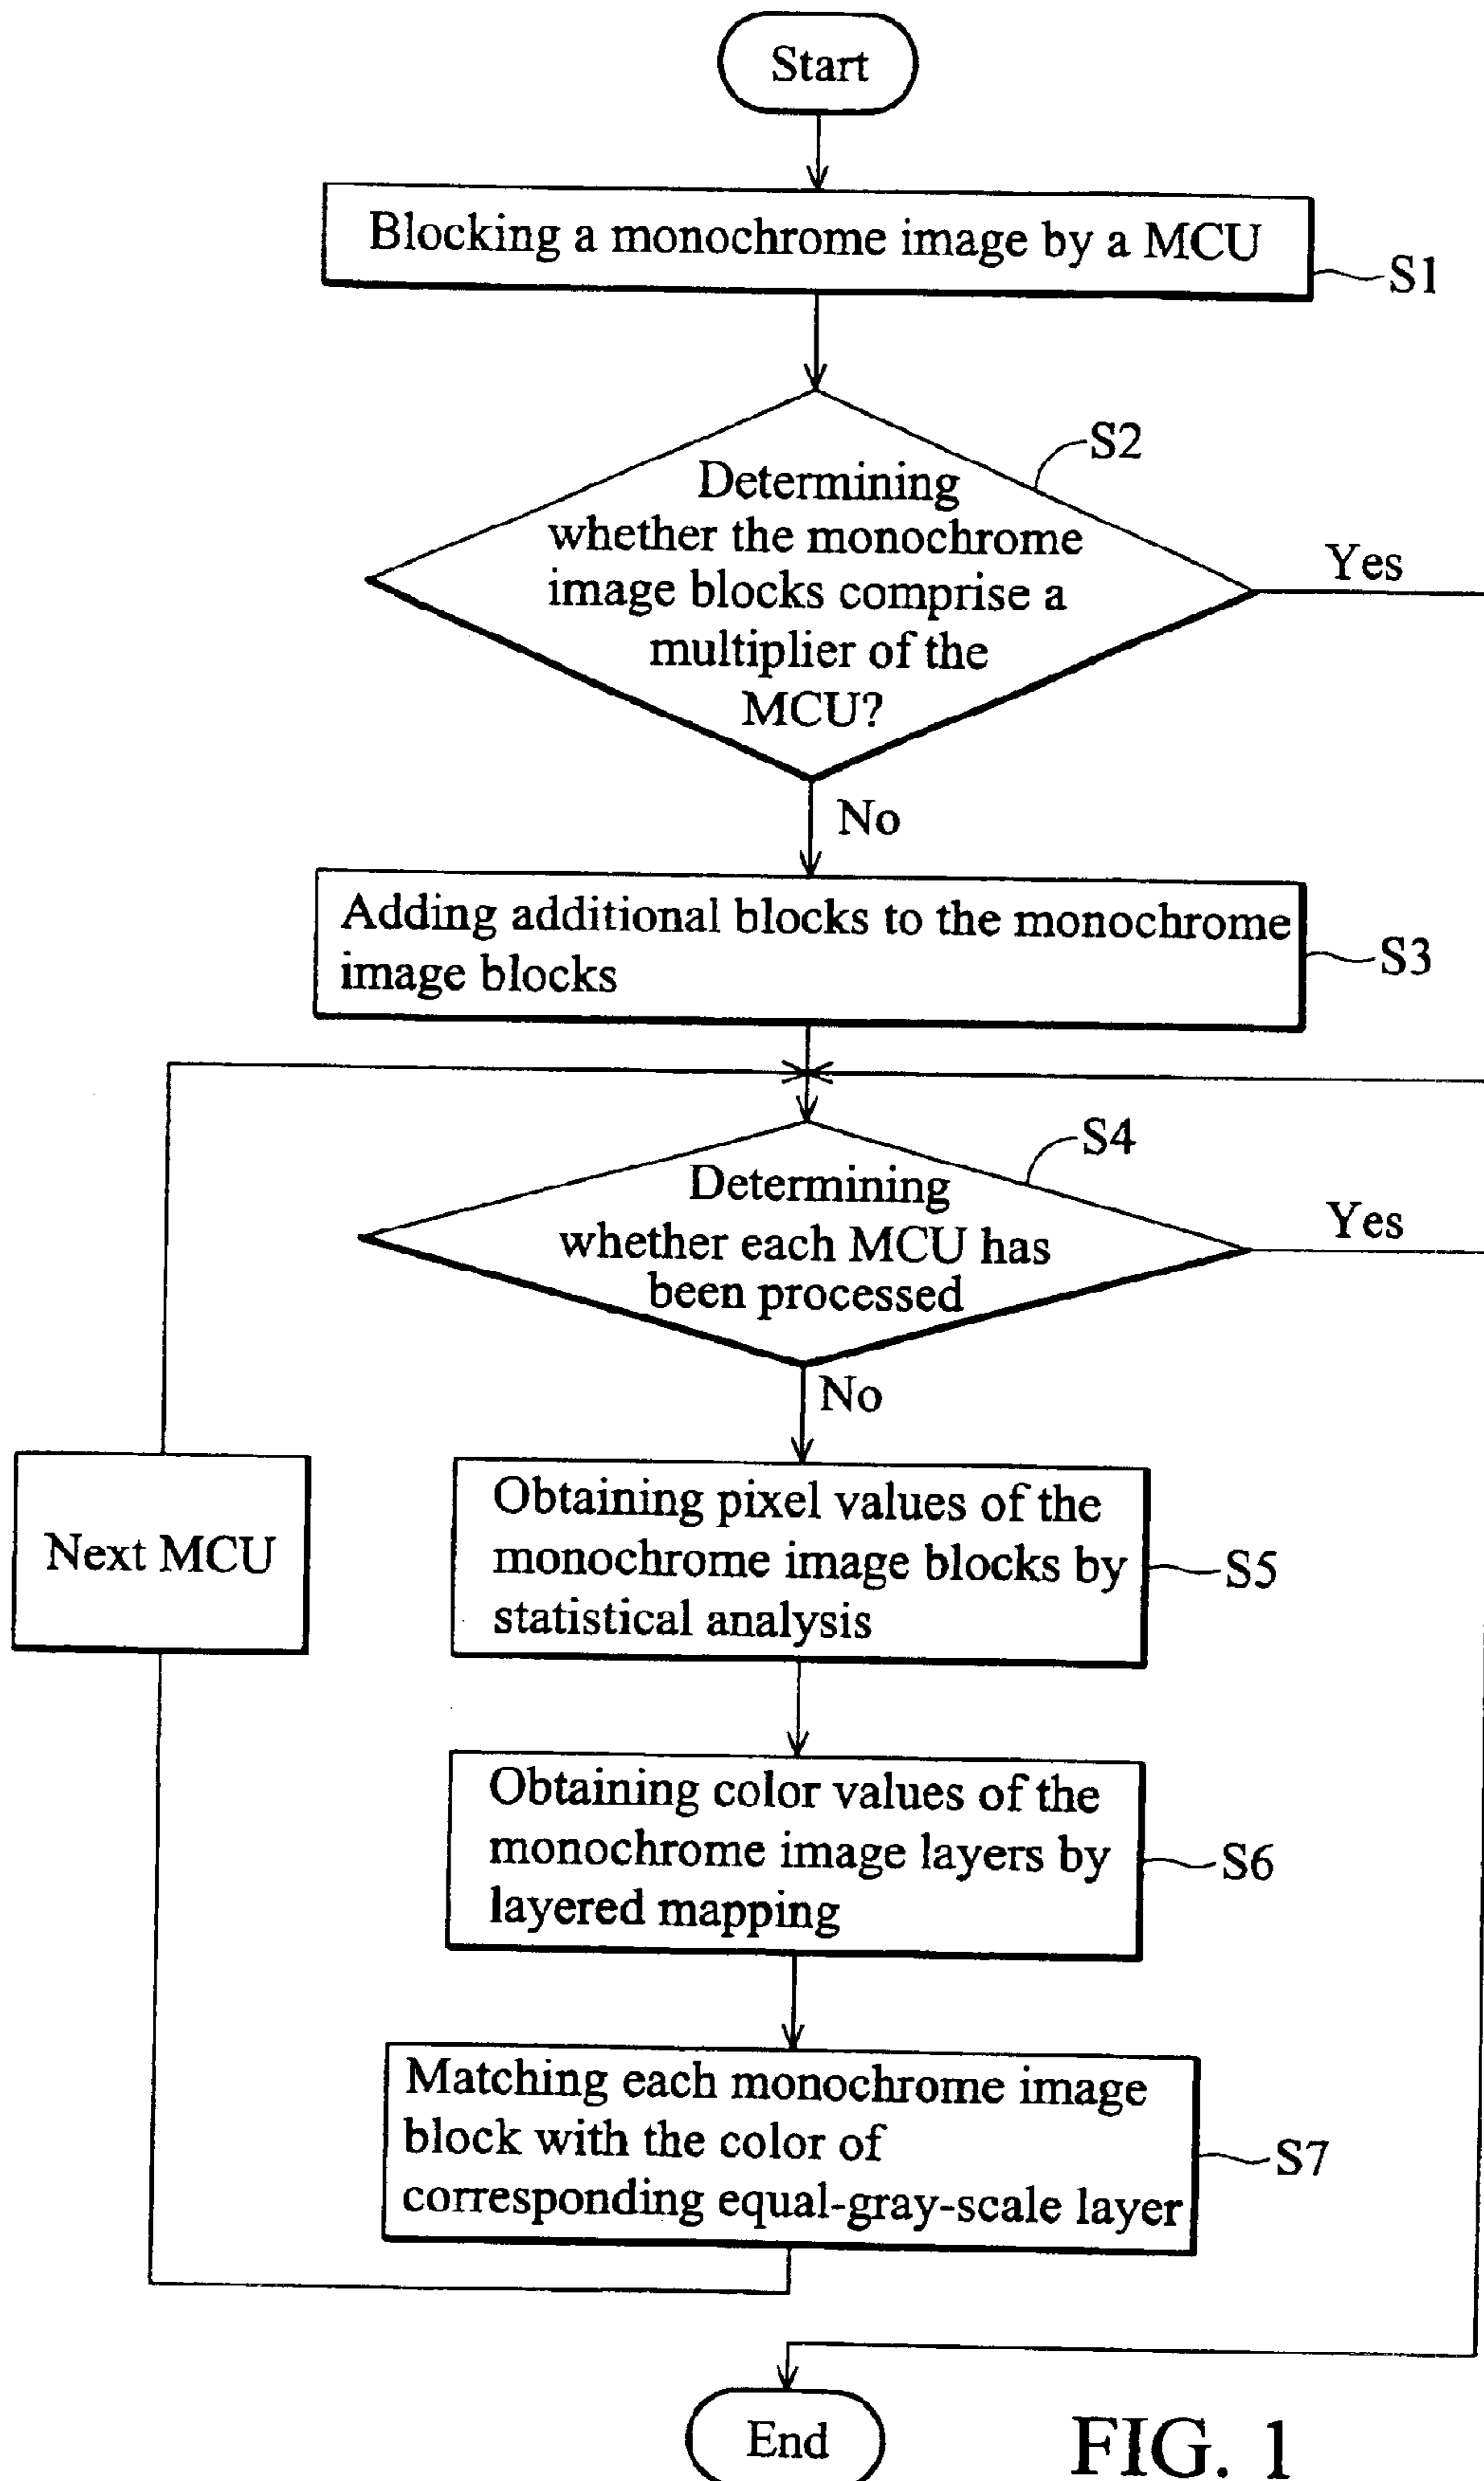 Start
Blocking a monochrome image by a MCU
S1
S2
Determining
whether the monochrome
image blocks comprise a
multiplier of the
MCU?
Yes
No
Adding additional blocks to the monochrome
image blocks
S3
S4
Determining
whether each MCU has
been processed
Yes
No
Next MCU
Obtaining pixel values of the
monochrome image blocks by
statistical analysis
S5
Obtaining color values of the
monochrome image layers by
layered mapping
S6
Matching each monochrome image
block with the color of
corresponding equal-gray-scale layer
S7
End
FIG. 1